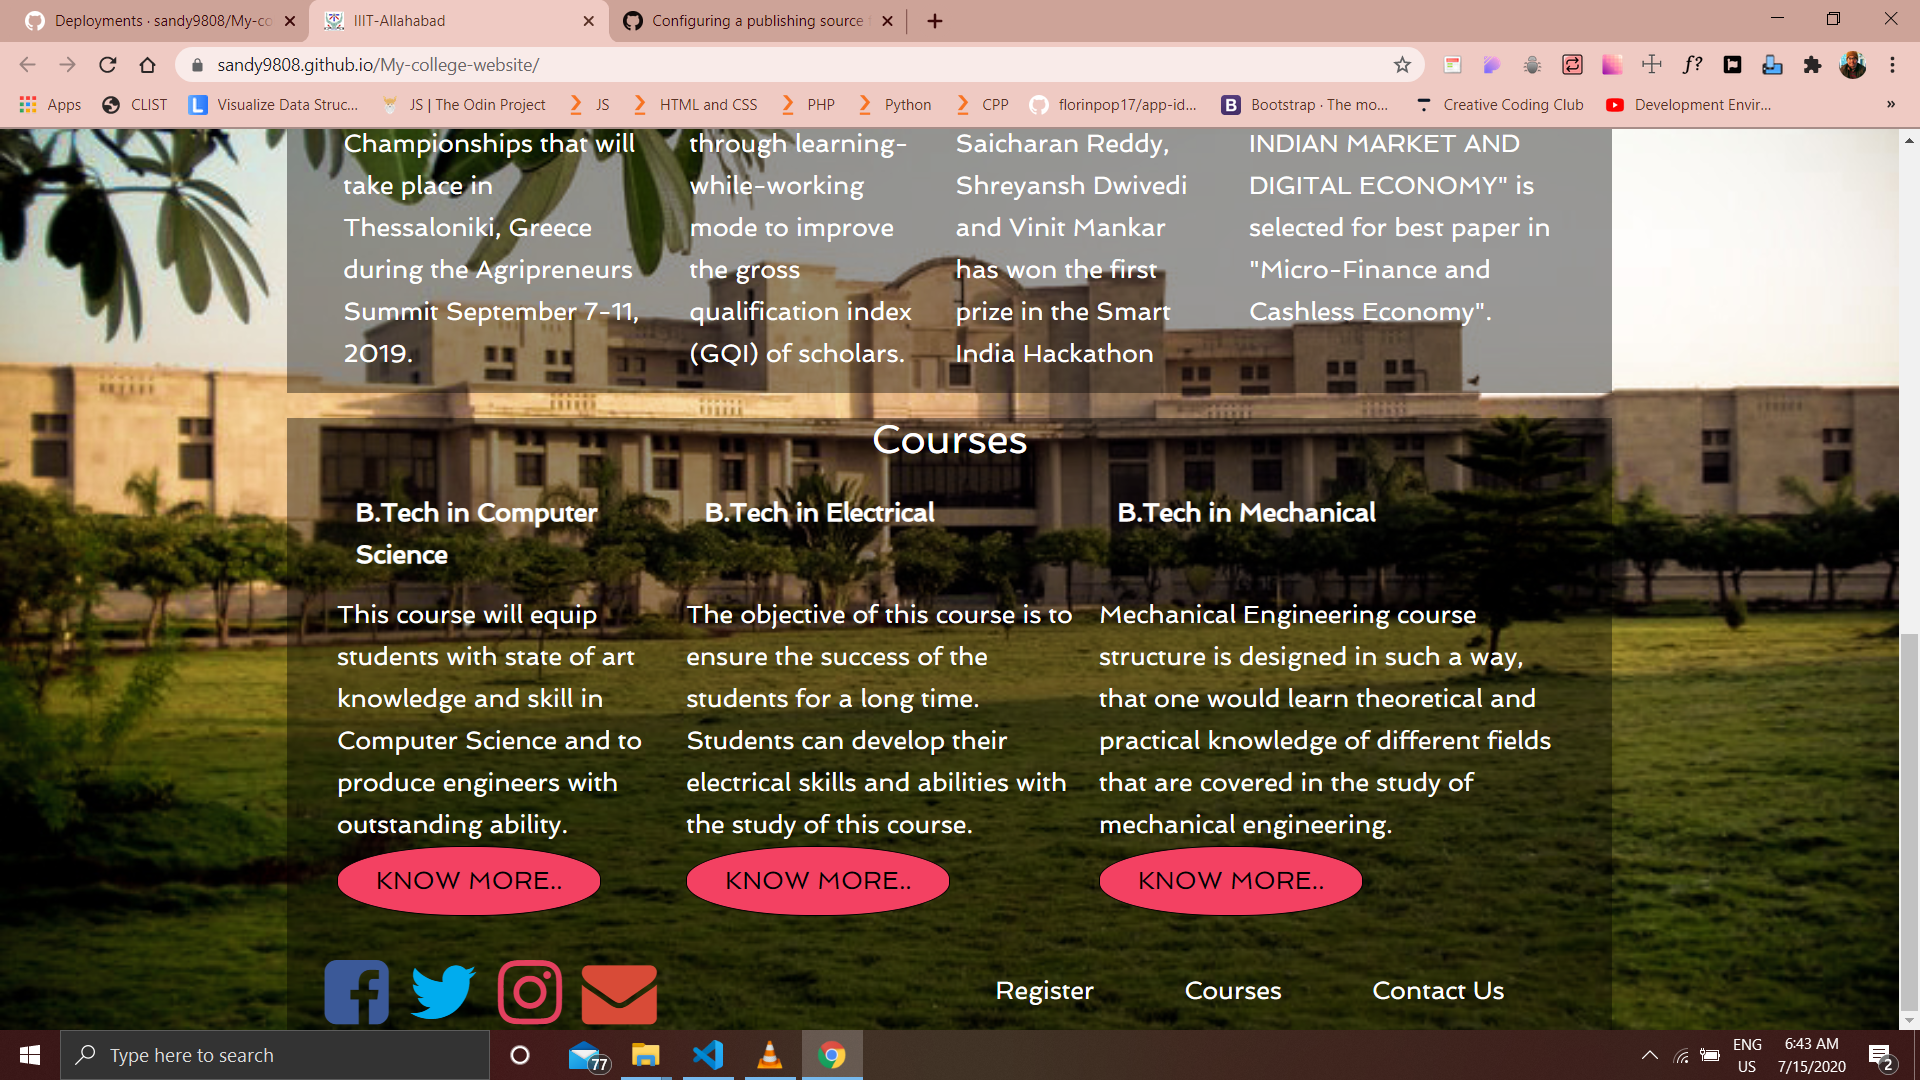 Deployments · sandy9808/My-co
IIIT-Allahabad
Configuring a publishing source
sandy9808.github.io/My-college-website/
Apps
CLIST
Visualize Data Struc...
JS | The Odin Project
JS
HTML and CSS
PHP
Python
CPP
florinpop17/app-id...
Bootstrap · The mo...
Creative Coding Club
Development Envir...
»
Championships that will
take place in
Thessaloniki, Greece
during the Agripreneurs
Summit September 7-11,
2019.
through learning-
while-working
mode to improve
the gross
qualification index
(GQI) of scholars.
Saicharan Reddy,
Shreyansh Dwivedi
and Vinit Mankar
has won the first
prize in the Smart
India Hackathon
INDIAN MARKET AND
DIGITAL ECONOMY" is
selected for best paper in
"Micro-Finance and
Cashless Economy".
Courses
B.Tech in Computer
Science
This course will equip
students with state of art
knowledge and skill in
Computer Science and to
produce engineers with
outstanding ability.
KNOW MORE..
B.Tech in Electrical
The objective of this course is to
ensure the success of the
students for a long time.
Students can develop their
electrical skills and abilities with
the study of this course.
KNOW MORE..
B.Tech in Mechanical
Mechanical Engineering course
structure is designed in such a way,
that one would learn theoretical and
practical knowledge of different fields
that are covered in the study of
mechanical engineering.
KNOW MORE..
Register
Courses
Contact Us
Type here to search
77
ENG
US
6:43 AM
7/15/2020
2